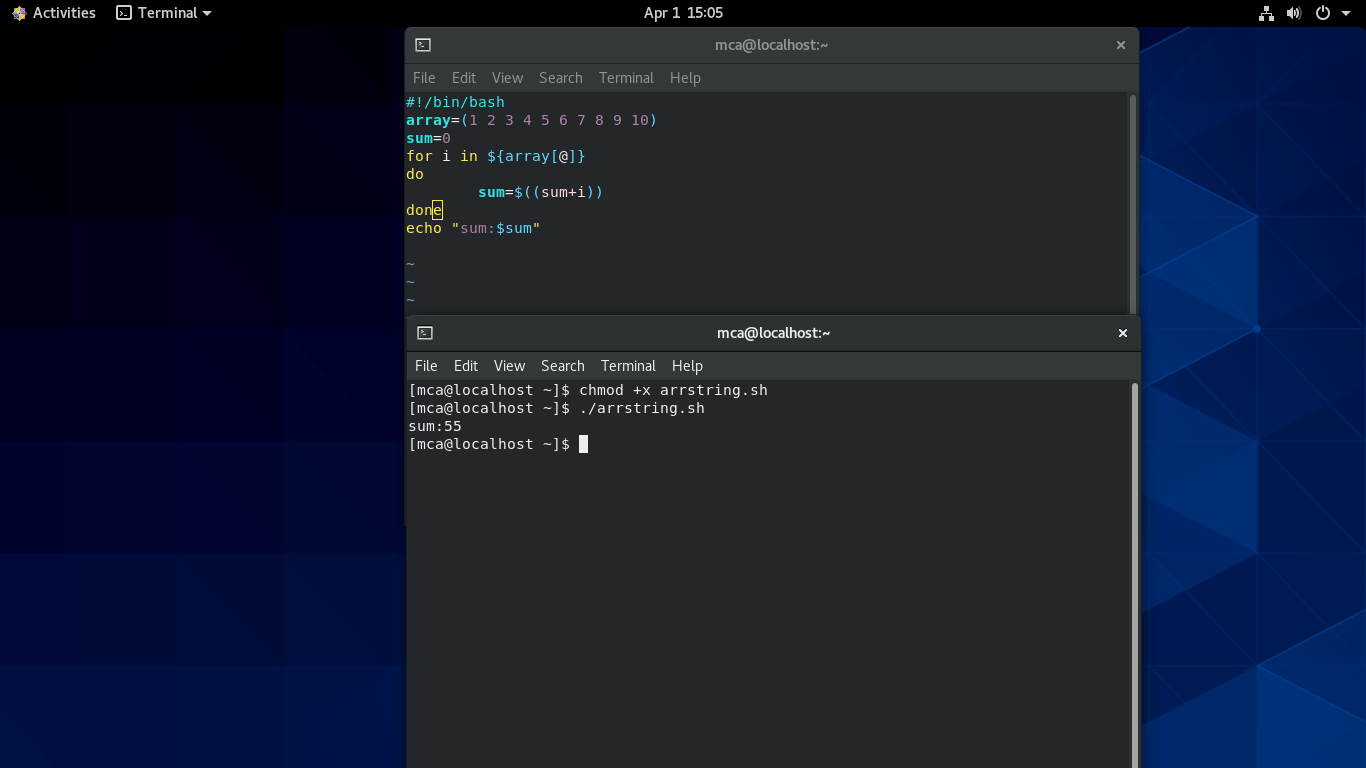 Activities Terminal Apr 1 15:05
mca@localhost:~
File Edit View Search Terminal Help
#!/bin/bash
array=(1 2 3 4 5 6 7 8 9 10)
sum=0
for i in ${array[@]}
do
        sum=$((sum+i))
done
echo "sum:$sum"
~
~
~
mca@localhost:~
File Edit View Search Terminal Help
[mca@localhost ~]$ chmod +x arrstring.sh
[mca@localhost ~]$ ./arrstring.sh
sum:55
[mca@localhost ~]$